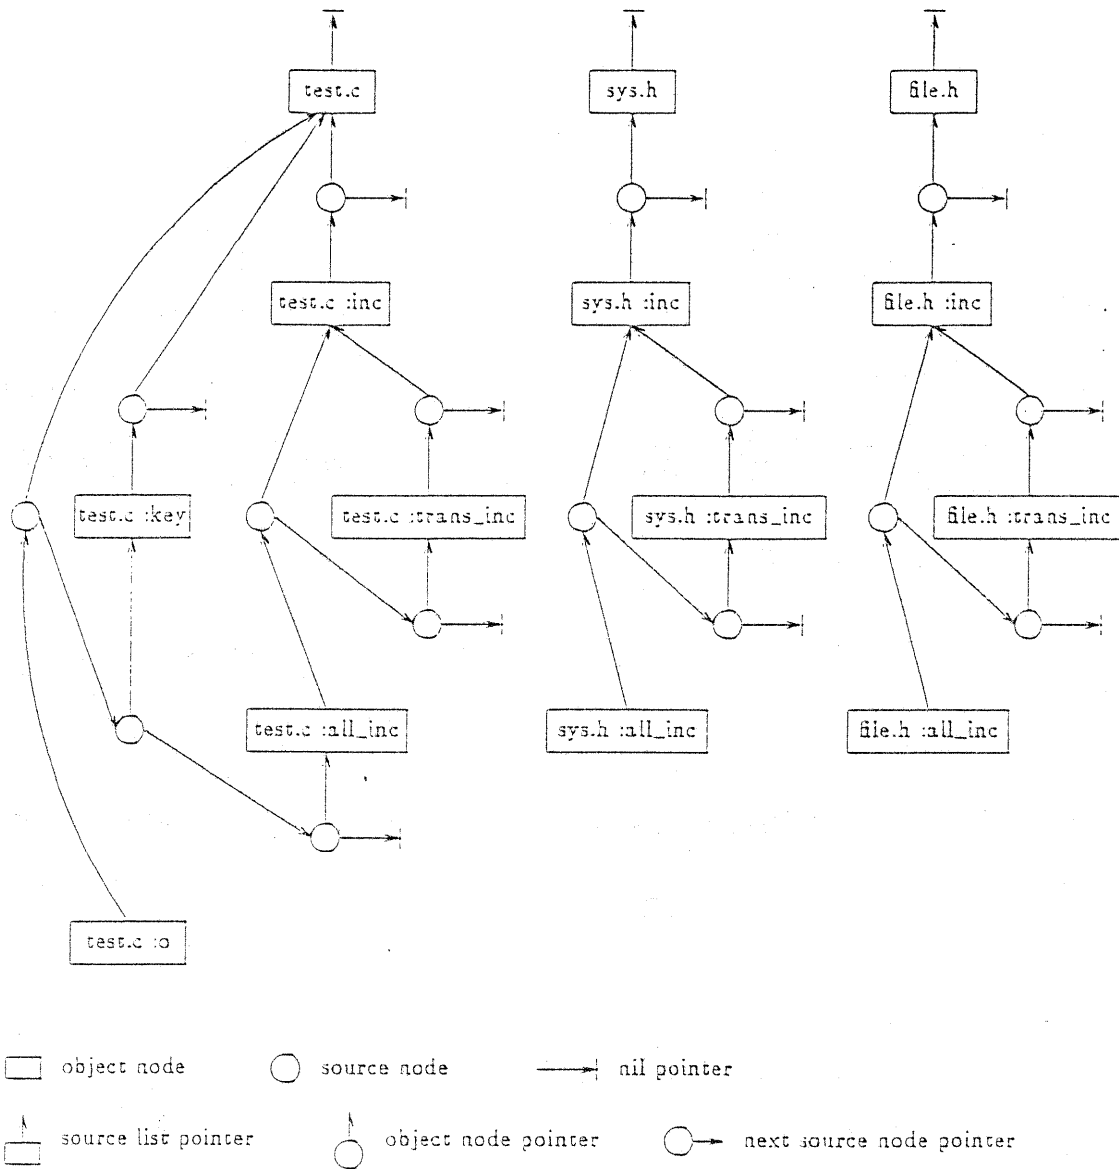 test.c
sys.h
file.h
test.c :inc
sys.h :inc
file.h :inc
test.c :key
test.c :trans_inc
sys.h :trans_inc
file.h :trans_inc
test.c :all_inc
sys.h :all_inc
file.h :all_inc
test.c :o
object node
source node
nil pointer
source list pointer
object node pointer
next source node pointer